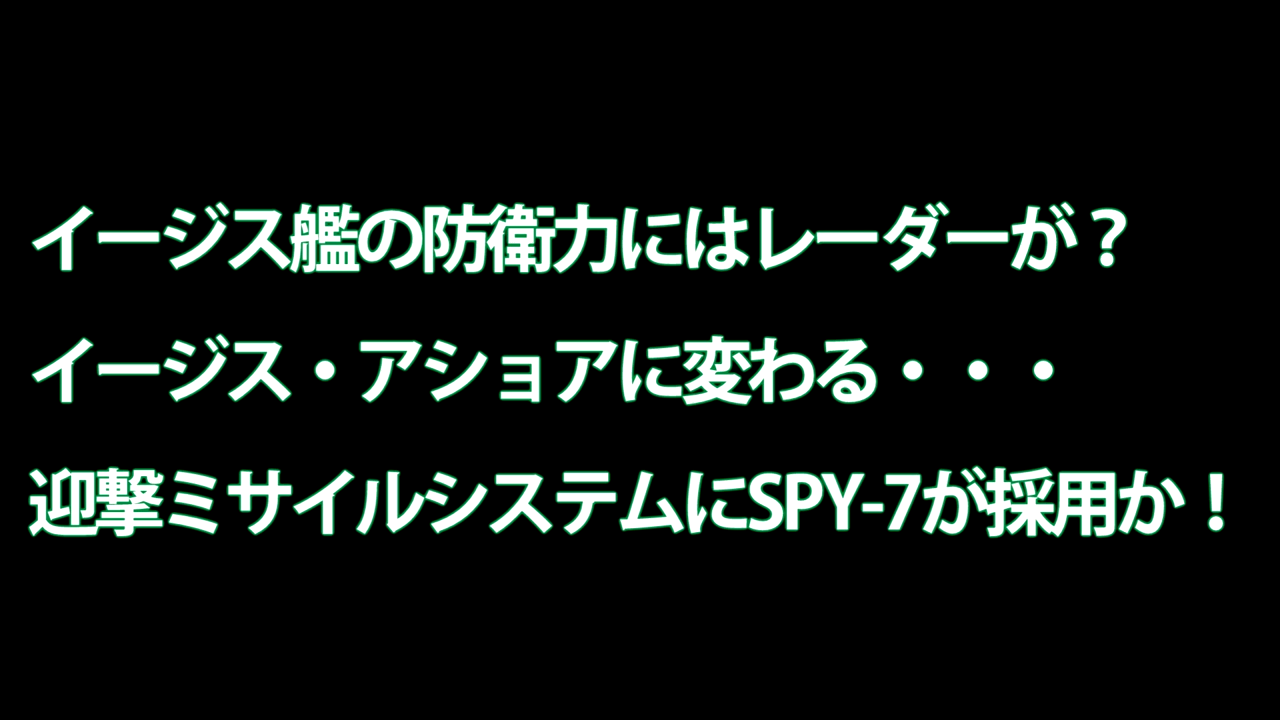 イージス艦の防衛力にはレーダーが？
イージス・アショアに変わる・・・
迎撃ミサイルシステムにSPY-7が採用か！